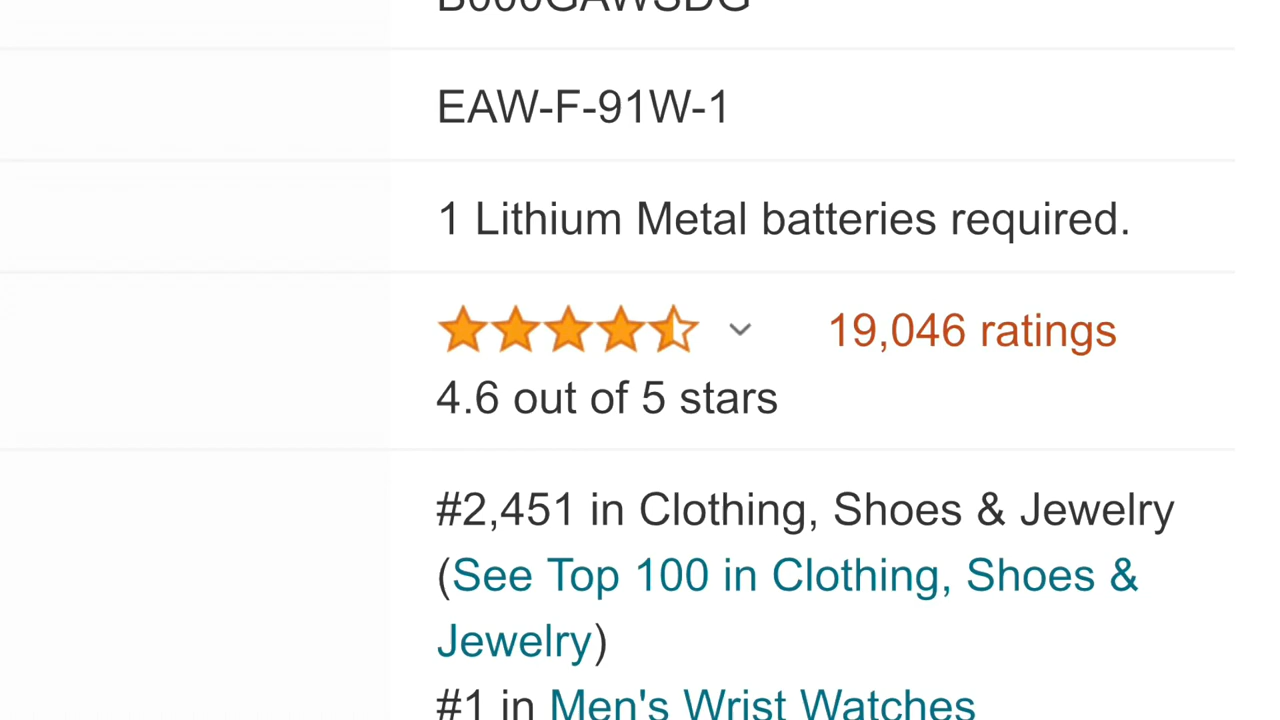 B000GAWSDG
EAW-F-91W-1
1 Lithium Metal batteries required.
19,046 ratings
4.6 out of 5 stars
#2,451 in Clothing, Shoes & Jewelry
(See Top 100 in Clothing, Shoes &
Jewelry)
#1 in Men's Wrist Watches